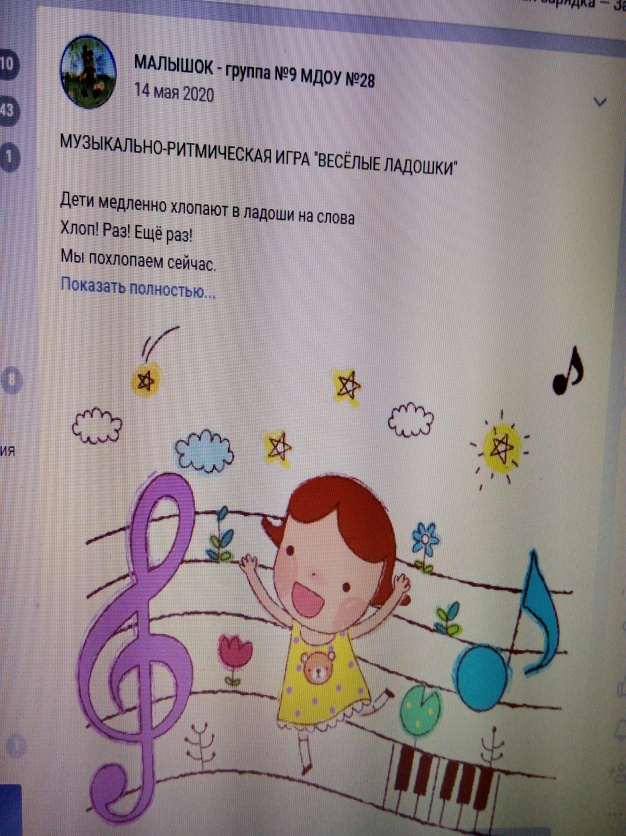 зарядка — За
10
МАЛЫШОК - группа №9 МДОУ №28
14 мая 2020
43
1
МУЗЫКАЛЬНО-РИТМИЧЕСКАЯ ИГРА "ВЕСЁЛЫЕ ЛАДОШКИ"
Дети медленно хлопают в ладоши на слова
Хлоп! Раз! Ещё раз!
Мы похлопаем сейчас.
Показать полностью...
8
ия